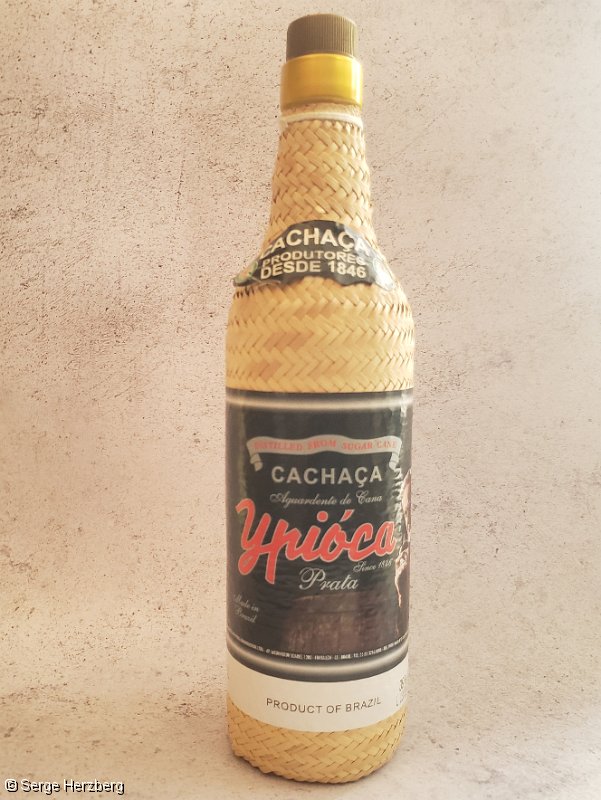 CACHAÇA
PRODUTORES
DESDE 1846
DISTILLED FROM SUGAR CANE
CACHAÇA
Aguardente de Cana
Ypióca
Since 1846
Prata
Made in
Brazil
PRODUCT OF BRAZIL
© Serge Herzberg